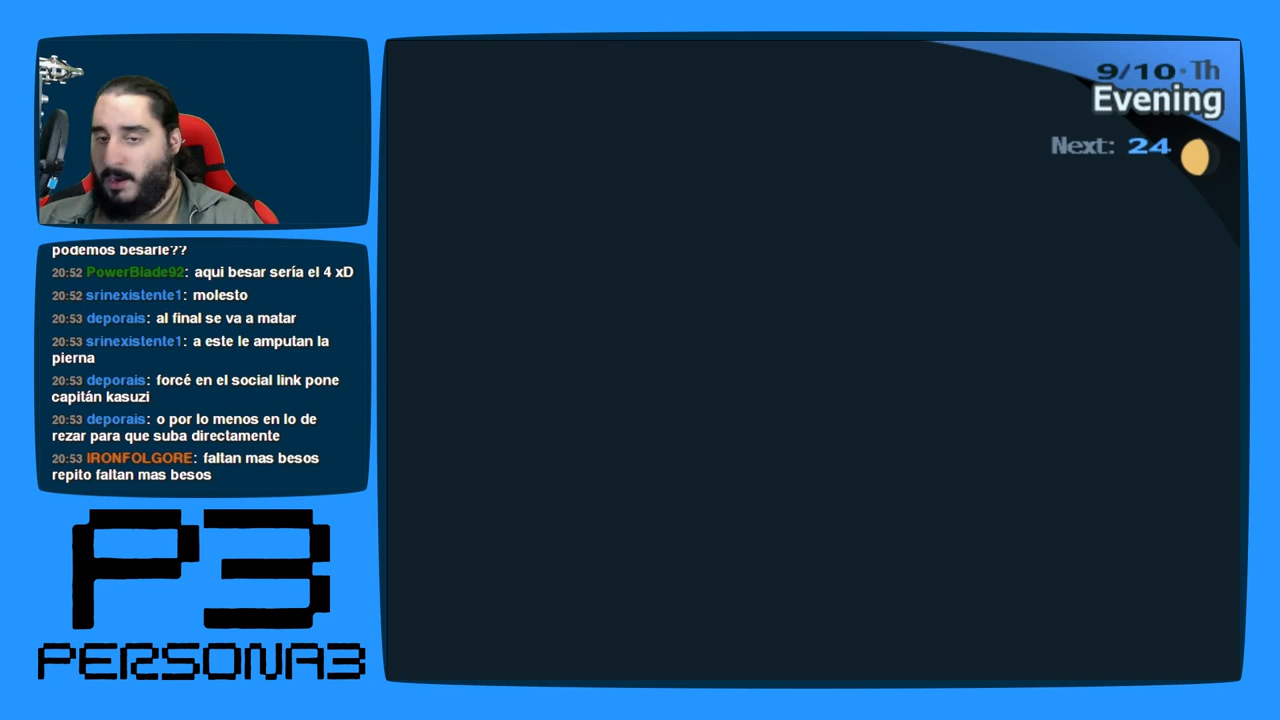 9/10·Th
Evening
Next: 24
podemos besarle??
20:52 PowerBlade92: aqui besar sería el 4 xD
20:52 srinexistente1: molesto
20:53 deporais: al final se va a matar
20:53 srinexistente1: a este le amputan la
pierna
20:53 deporais: forcé en el social link pone
capitán kasuzi
20:53 deporais: o por lo menos en lo de
rezar para que suba directamente
20:53 IRONFOLGORE: faltan mas besos
repito faltan mas besos
P3
PERSONA3